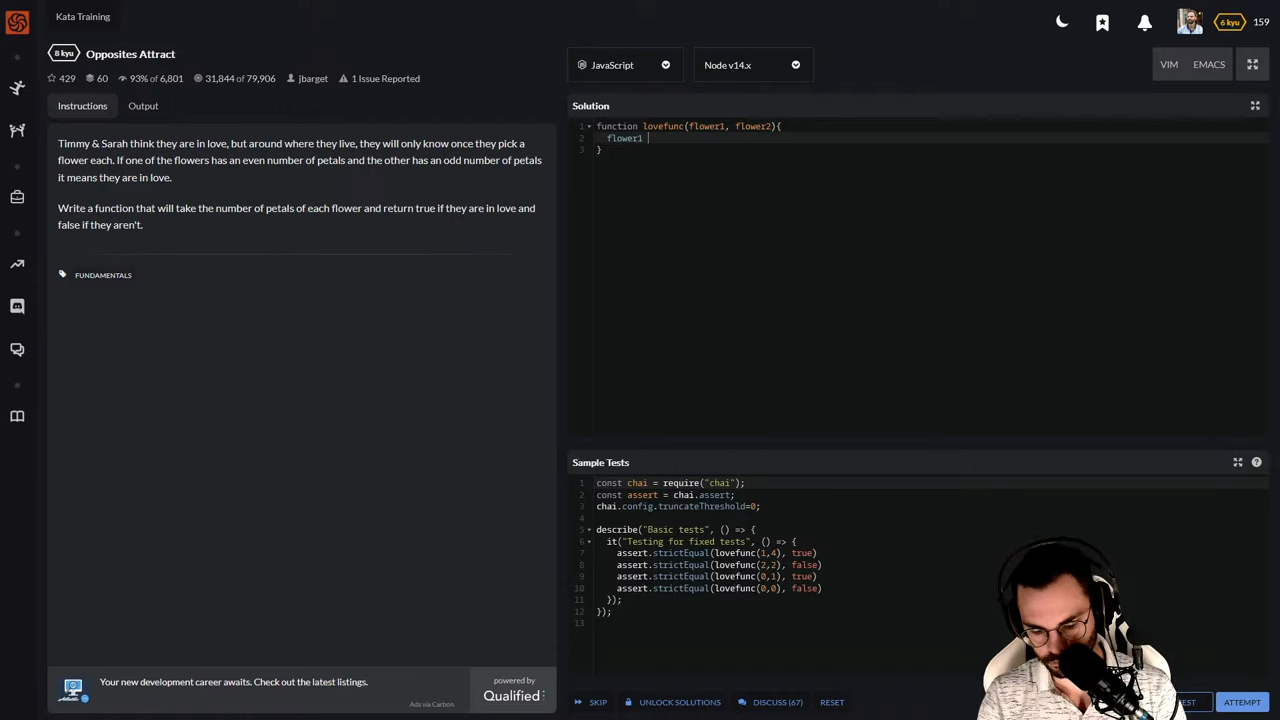 Kata Training
6 kyu
159
8 kyu
Opposites Attract
429
60
93% of 6,801
31,844 of 79,906
jbarget
1 Issue Reported
Instructions
Output
Timmy & Sarah think they are in love, but around where they live, they will only know once they pick a
flower each. If one of the flowers has an even number of petals and the other has an odd number of petals
it means they are in love.
Write a function that will take the number of petals of each flower and return true if they are in love and
false if they aren't.
FUNDAMENTALS
Your new development career awaits. Check out the latest listings.
Ads via Carbon
powered by
Qualified
JavaScript
Node v14.x
VIM
EMACS
Solution
1 function lovefunc(flower1, flower2){
2 flower1
3 }
Sample Tests
1 const chai = require("chai");
2 const assert = chai.assert;
3 chai.config.truncateThreshold=0;
4
5 describe("Basic tests", () => {
6 it("Testing for fixed tests", () => {
7 assert.strictEqual(lovefunc(1,4), true)
8 assert.strictEqual(lovefunc(2,2), false)
9 assert.strictEqual(lovefunc(0,1), true)
10 assert.strictEqual(lovefunc(0,0), false)
11 });
12 });
13
SKIP
UNLOCK SOLUTIONS
DISCUSS (67)
RESET
EST
ATTEMPT